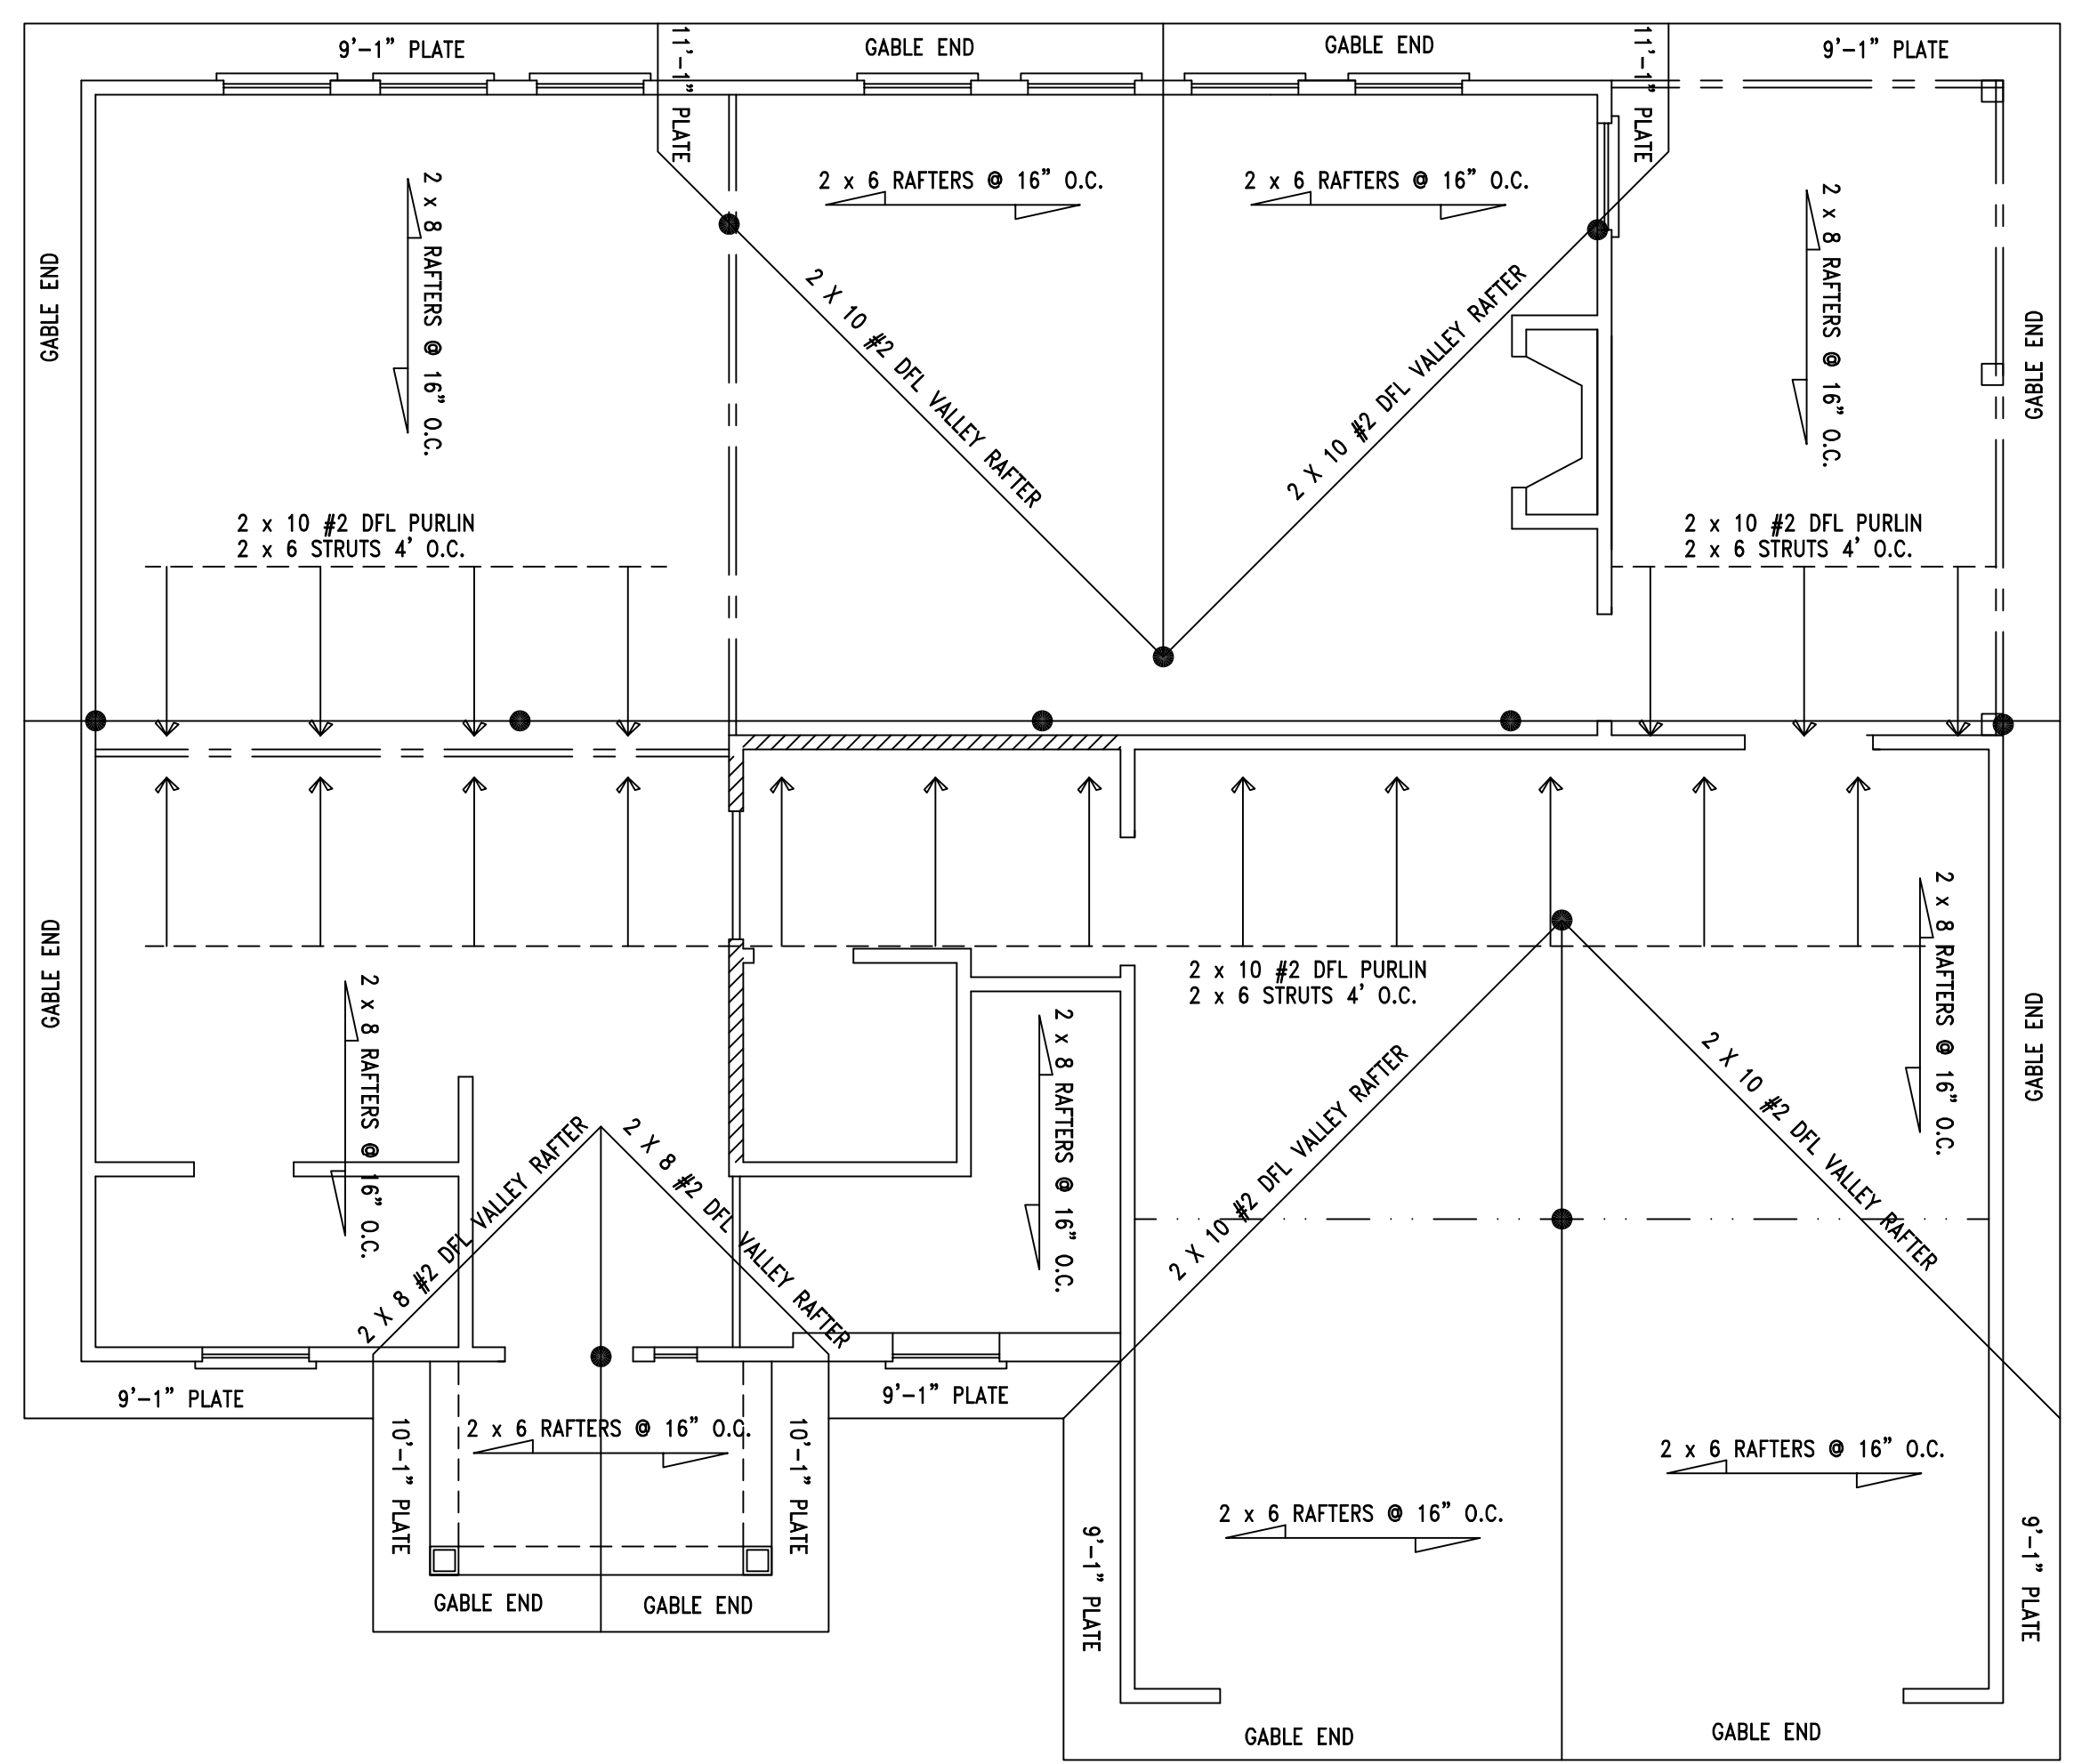 9'-1" PLATE
11'-1" PLATE
GABLE END
GABLE END
11'-1" PLATE
9'-1" PLATE
GABLE END
2 x 8 RAFTERS @ 16" O.C.
2 x 6 RAFTERS @ 16" O.C.
2 x 6 RAFTERS @ 16" O.C.
2 x 8 RAFTERS @ 16" O.C.
GABLE END
2 X 10 #2 DFL VALLEY RAFTER
2 X 10 #2 DFL VALLEY RAFTER
2 x 10 #2 DFL PURLIN
2 x 6 STRUTS 4' O.C.
2 x 10 #2 DFL PURLIN
2 x 6 STRUTS 4' O.C.
GABLE END
2 x 8 RAFTERS @ 16" O.C.
2 x 8 RAFTERS @ 16" O.C.
2 x 10 #2 DFL PURLIN
2 x 6 STRUTS 4' O.C.
2 x 8 RAFTERS @ 16" O.C.
GABLE END
2 X 8 #2 DFL VALLEY RAFTER
2 X 8 #2 DFL VALLEY RAFTER
2 X 10 #2 DFL VALLEY RAFTER
2 X 10 #2 DFL VALLEY RAFTER
9'-1" PLATE
9'-1" PLATE
10'-1" PLATE
2 x 6 RAFTERS @ 16" O.C.
10'-1" PLATE
2 x 6 RAFTERS @ 16" O.C.
2 x 6 RAFTERS @ 16" O.C.
9'-1" PLATE
9'-1" PLATE
GABLE END
GABLE END
GABLE END
GABLE END